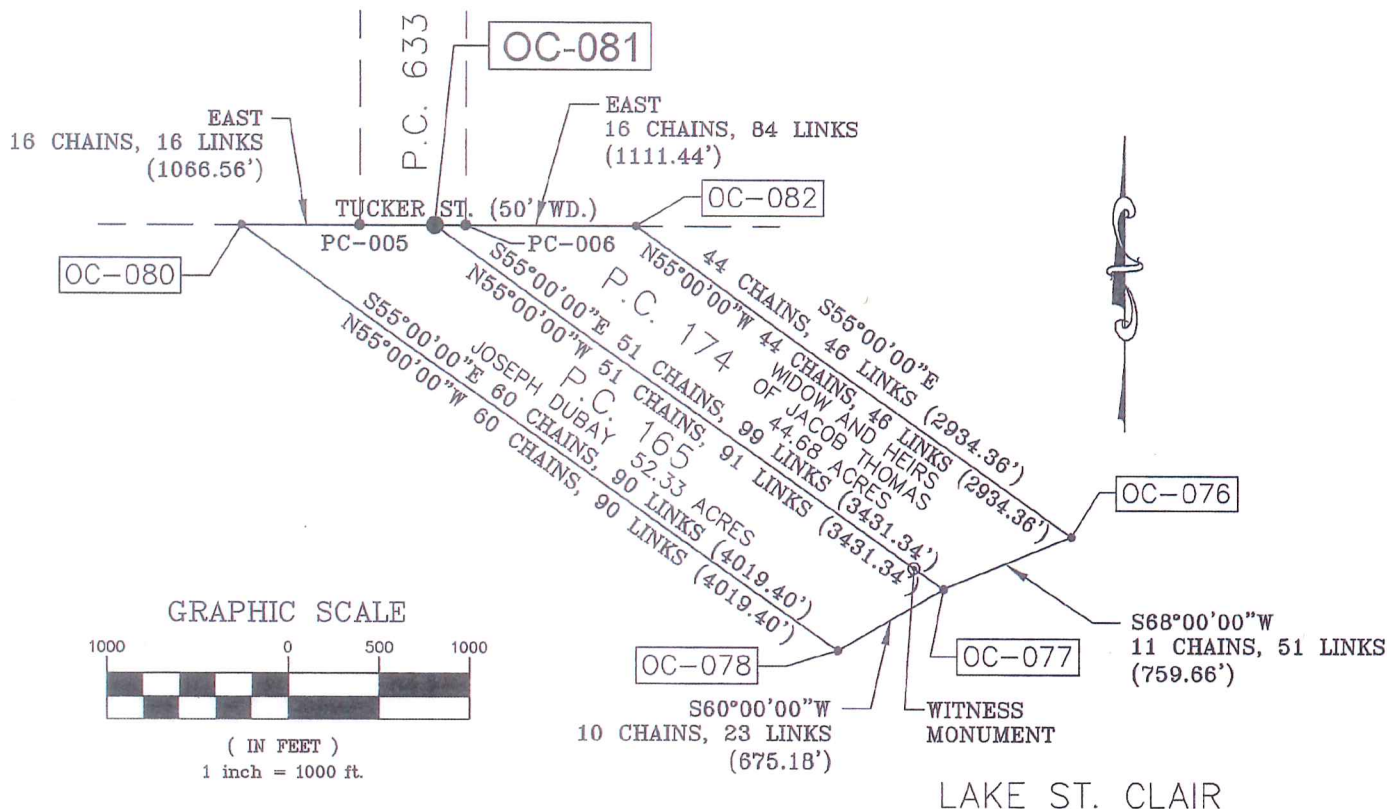 P.C. 633
OC-081
EAST
16 CHAINS, 16 LINKS
(1066.56')
EAST
16 CHAINS, 84 LINKS
(1111.44')
TUCKER ST. (50' WD.)
OC-082
PC-005
PC-006
OC-080
S55°00'00"E
44 CHAINS, 46 LINKS (2934.36')
N55°00'00"W 44 CHAINS, 46 LINKS (2934.36')
P.C. 174
WIDOW AND HEIRS
OF JACOB THOMAS
44.68 ACRES
S55°00'00"E 51 CHAINS, 99 LINKS (3431.34')
N55°00'00"W 51 CHAINS, 91 LINKS (3431.34')
P.C. 165
JOSEPH DUBAY 52.33 ACRES
S55°00'00"E 60 CHAINS, 90 LINKS (4019.40')
N55°00'00"W 60 CHAINS, 90 LINKS (4019.40')
OC-076
S68°00'00"W
11 CHAINS, 51 LINKS
(759.66')
OC-077
OC-078
S60°00'00"W
10 CHAINS, 23 LINKS
(675.18')
WITNESS
MONUMENT
GRAPHIC SCALE
1000 0 500 1000
( IN FEET )
1 inch = 1000 ft.
LAKE ST. CLAIR